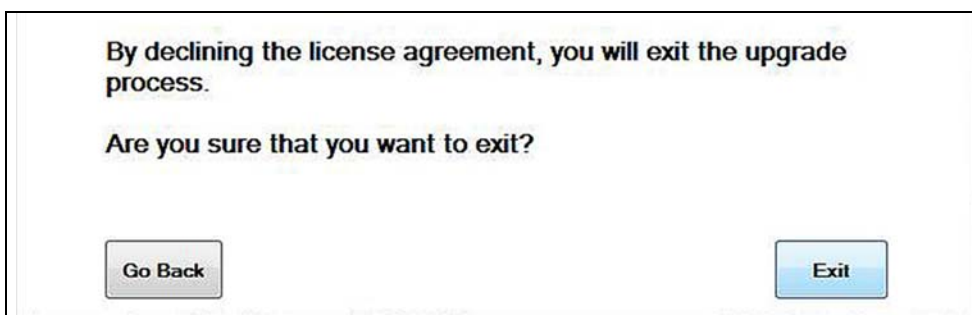 By declining the license agreement, you will exit the upgrade
process.
Are you sure that you want to exit?
Go Back
Exit